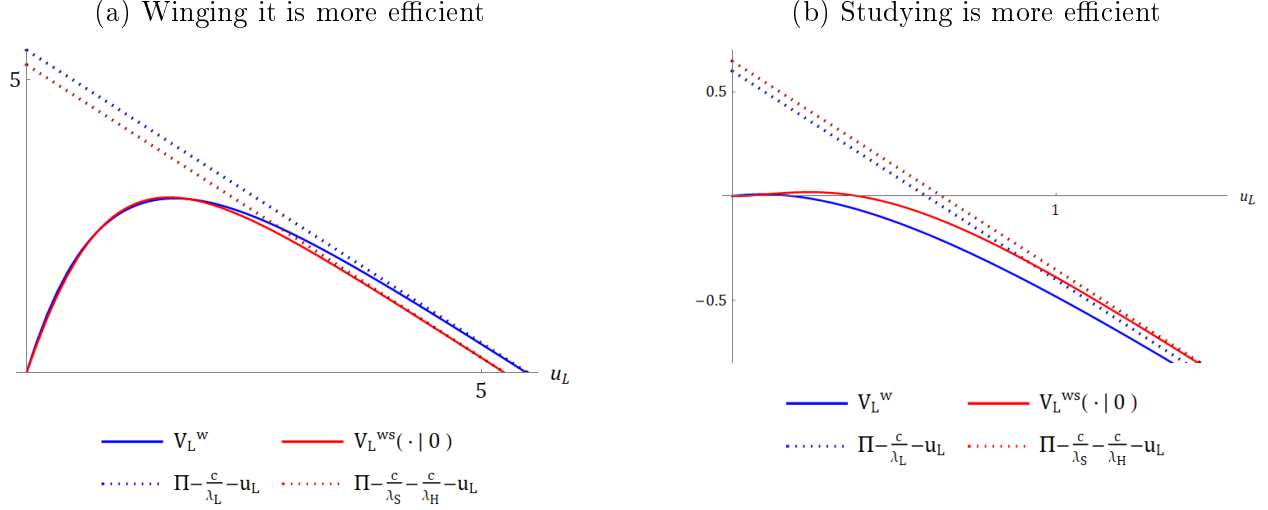 (a) Winging it is more efficient
5
5
u_L
V_L^w
V_L^ws( · | 0 )
Π−c/λ_L−u_L
Π−c/λ_S−c/λ_H−u_L
(b) Studying is more efficient
0.5
1
u_L
−0.5
V_L^w
V_L^ws( · | 0 )
Π−c/λ_L−u_L
Π−c/λ_S−c/λ_H−u_L